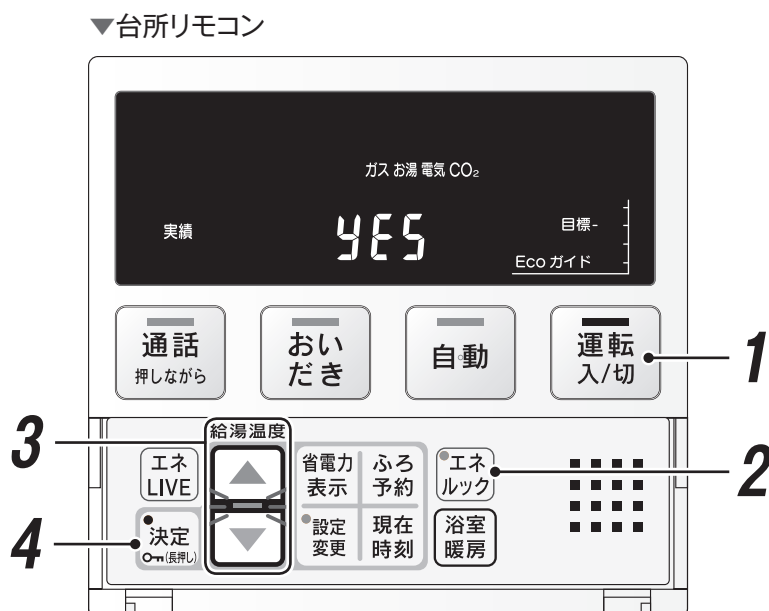 ▼台所リモコン
ガス お湯 電気 CO₂
実績
YES
目標-
Eco ガイド
通話
押しながら
おい
だき
自動
運転
入/切
1
3
給湯温度
エネ
LIVE
省電力
表示
ふろ
予約
エネ
ルック
2
4
決定
(長押し)
設定
変更
現在
時刻
浴室
暖房